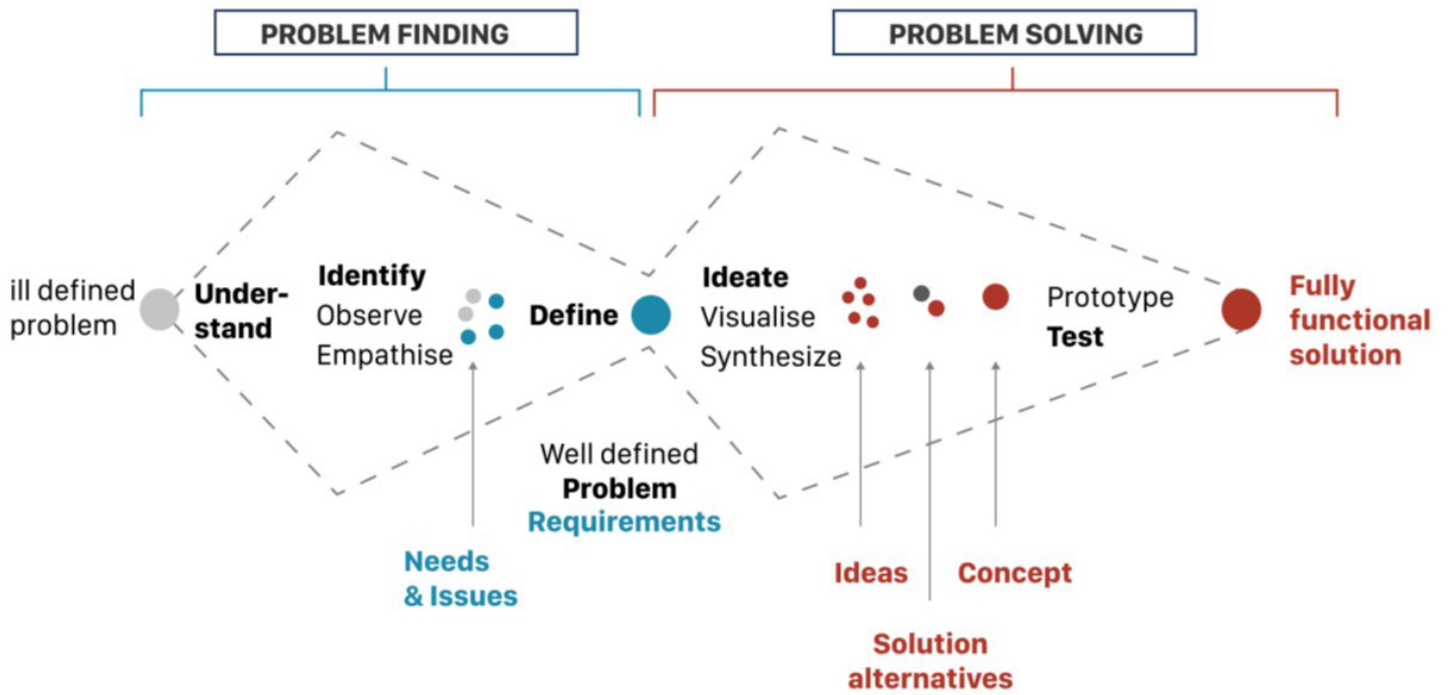 PROBLEM FINDING
PROBLEM SOLVING
ill defined
problem
Under-
stand
Identify
Observe
Empathise
Define
Ideate
Visualise
Synthesize
Prototype
Test
Fully
functional
solution
Well defined
Problem
Requirements
Needs
& Issues
Ideas
Concept
Solution
alternatives